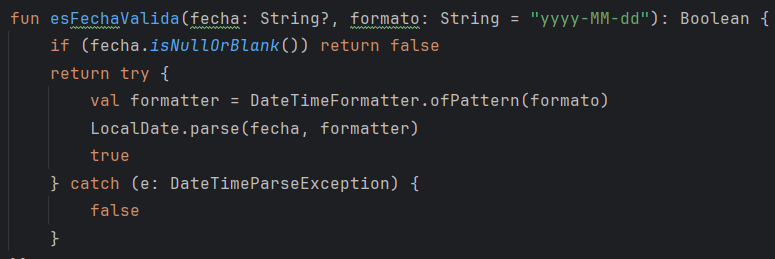 fun esFechaValida(fecha: String?, formato: String = "yyyy-MM-dd"): Boolean {
    if (fecha.isNullOrBlank()) return false
    return try {
        val formatter = DateTimeFormatter.ofPattern(formato)
        LocalDate.parse(fecha, formatter)
        true
    } catch (e: DateTimeParseException) {
        false
    }